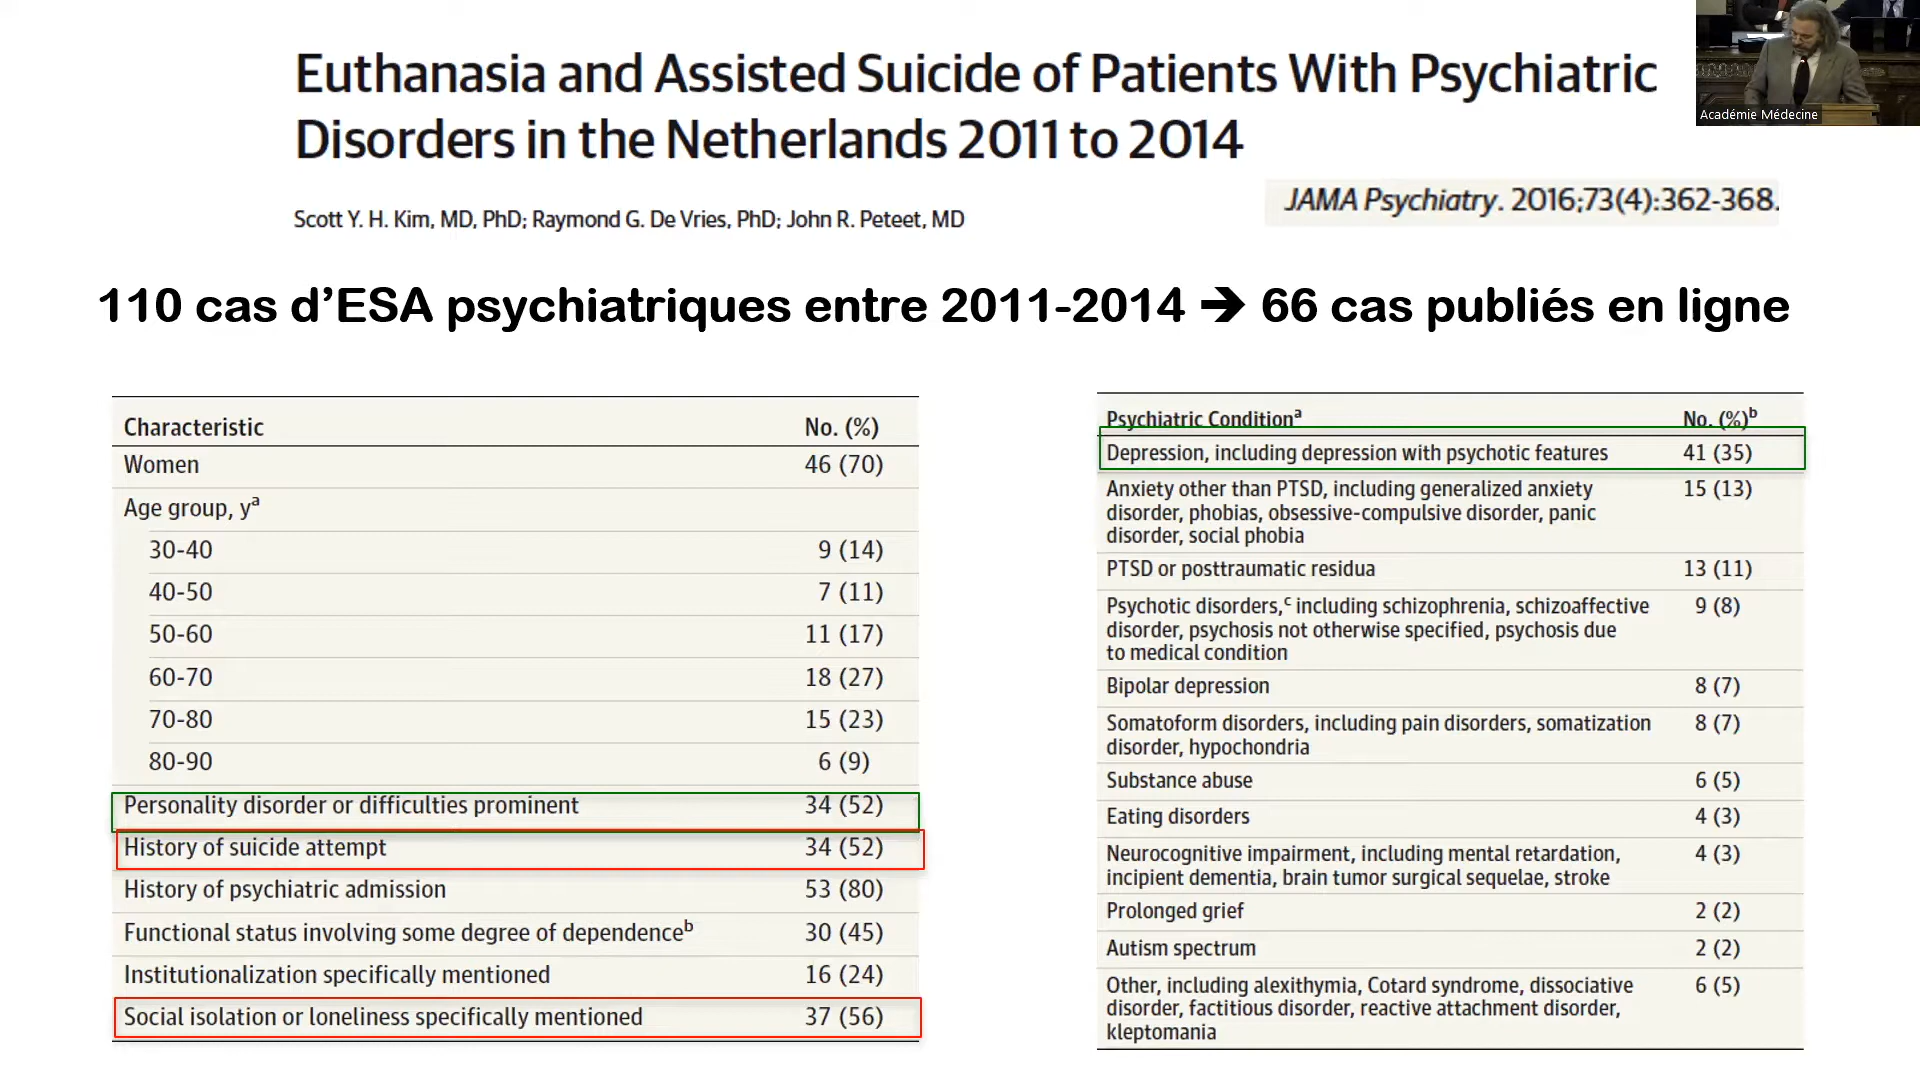 Euthanasia and Assisted Suicide of Patients With Psychiatric
Disorders in the Netherlands 2011 to 2014
Académie Médecine
JAMA Psychiatry. 2016;73(4):362-368.
Scott Y. H. Kim, MD, PhD; Raymond G. De Vries, PhD; John R. Peteet, MD
110 cas d’ESA psychiatriques entre 2011-2014 ➔ 66 cas publiés en ligne
Characteristic No. (%)
Women 46 (70)
Age group, yᵃ
30-40 9 (14)
40-50 7 (11)
50-60 11 (17)
60-70 18 (27)
70-80 15 (23)
80-90 6 (9)
Personality disorder or difficulties prominent 34 (52)
History of suicide attempt 34 (52)
History of psychiatric admission 53 (80)
Functional status involving some degree of dependenceᵇ 30 (45)
Institutionalization specifically mentioned 16 (24)
Social isolation or loneliness specifically mentioned 37 (56)
Psychiatric Conditionᵃ No. (%)ᵇ
Depression, including depression with psychotic features 41 (35)
Anxiety other than PTSD, including generalized anxiety 15 (13)
disorder, phobias, obsessive-compulsive disorder, panic
disorder, social phobia
PTSD or posttraumatic residua 13 (11)
Psychotic disorders,ᶜ including schizophrenia, schizoaffective 9 (8)
disorder, psychosis not otherwise specified, psychosis due
to medical condition
Bipolar depression 8 (7)
Somatoform disorders, including pain disorders, somatization 8 (7)
disorder, hypochondria
Substance abuse 6 (5)
Eating disorders 4 (3)
Neurocognitive impairment, including mental retardation, 4 (3)
incipient dementia, brain tumor surgical sequelae, stroke
Prolonged grief 2 (2)
Autism spectrum 2 (2)
Other, including alexithymia, Cotard syndrome, dissociative 6 (5)
disorder, factitious disorder, reactive attachment disorder,
kleptomania